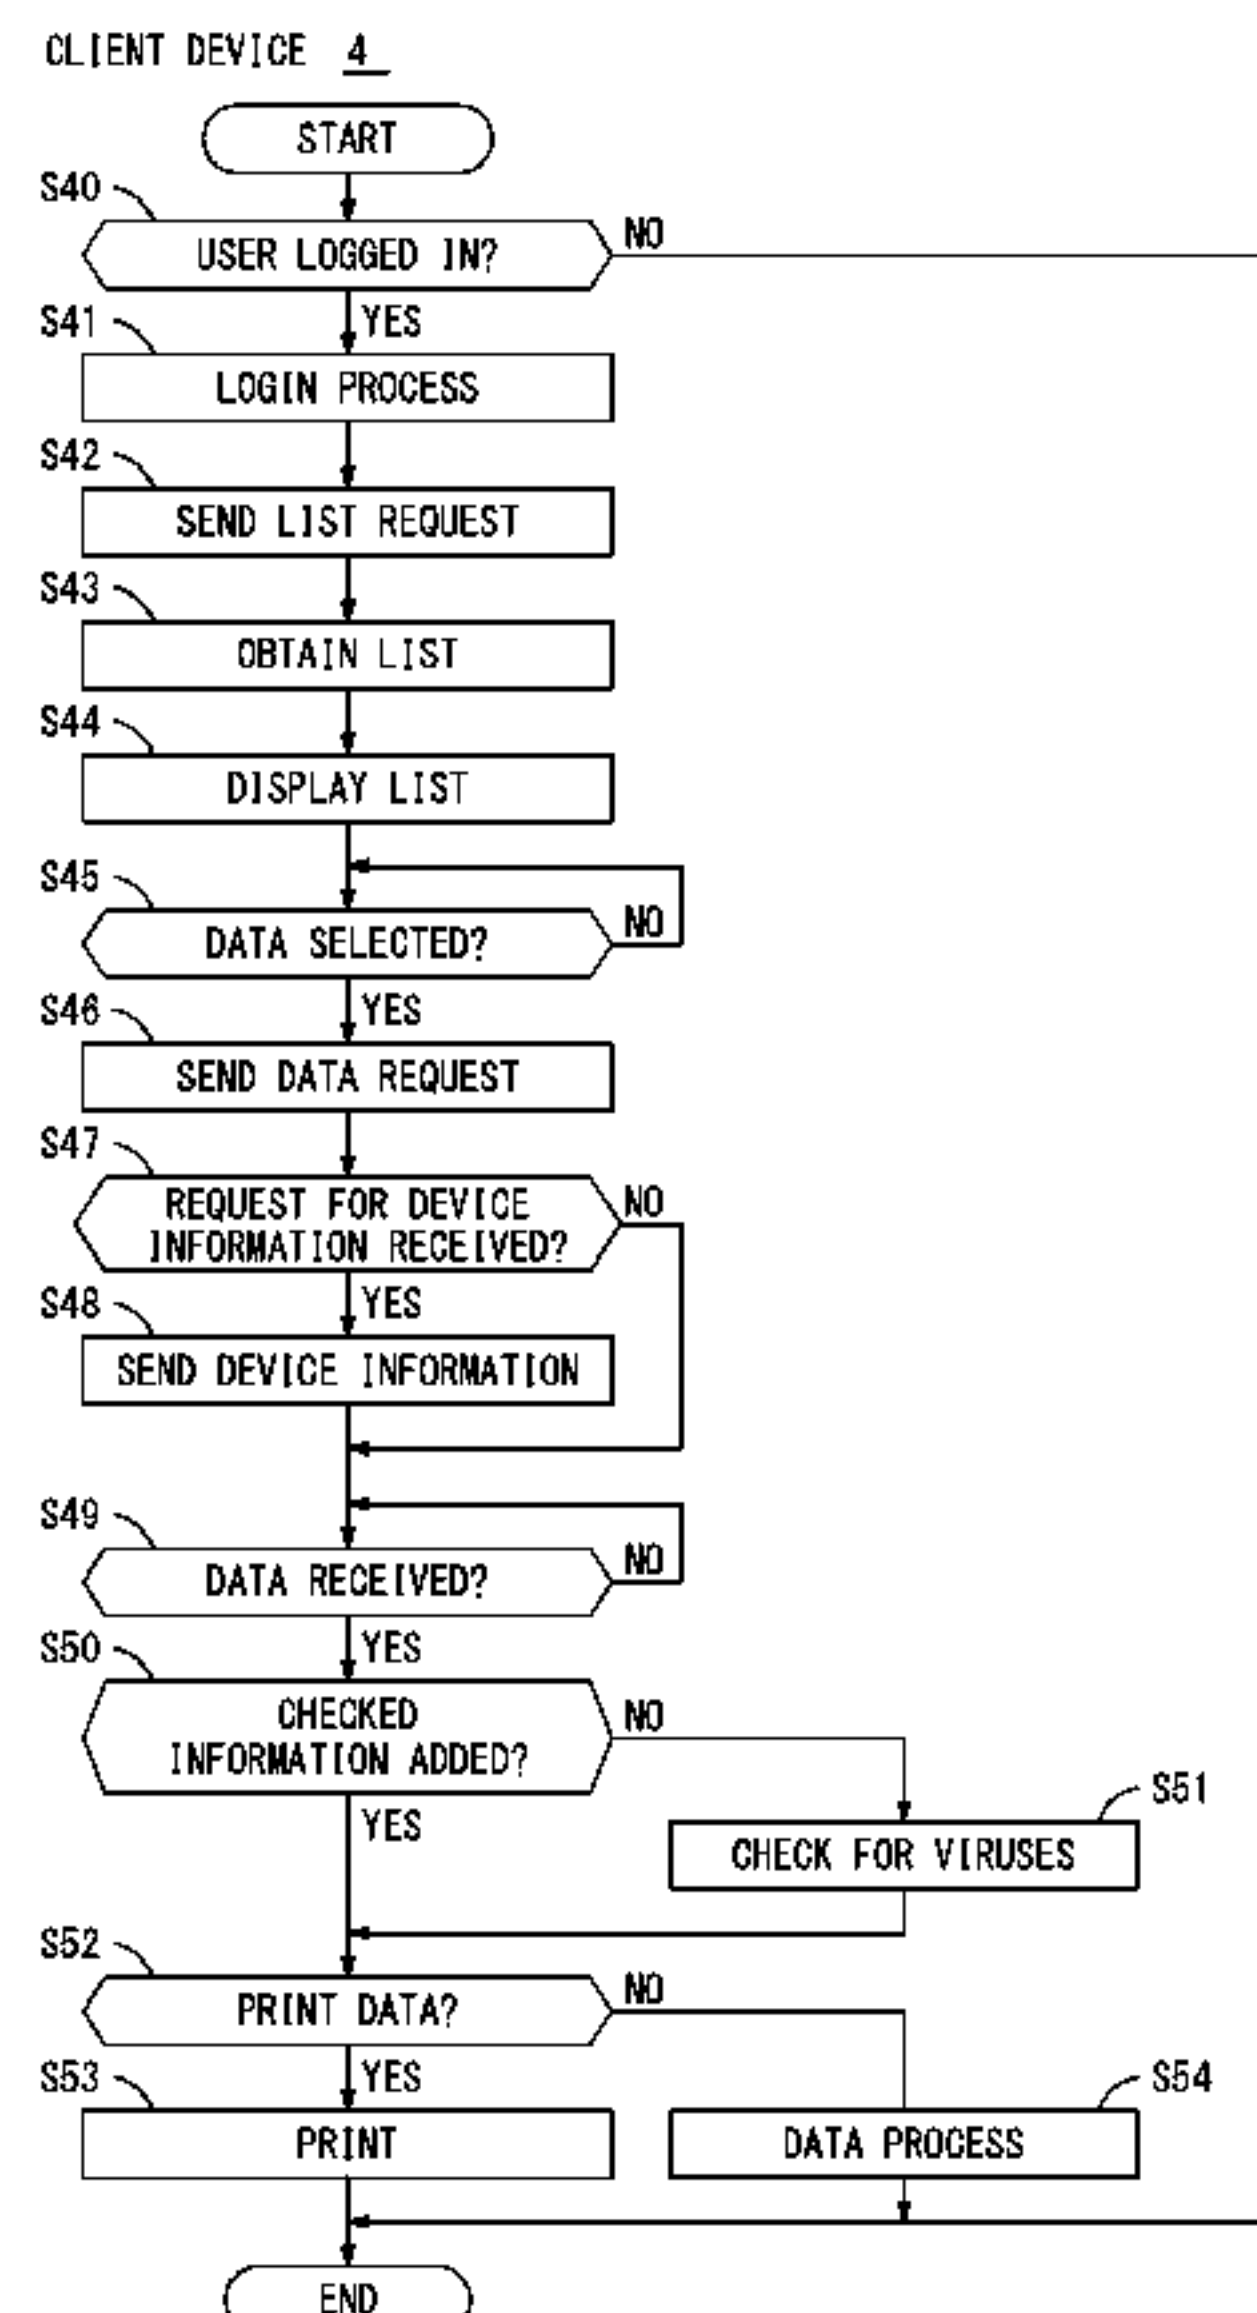 CLIENT DEVICE 4
START
S40
USER LOGGED IN?
NO
YES
S41
LOGIN PROCESS
S42
SEND LIST REQUEST
S43
OBTAIN LIST
S44
DISPLAY LIST
S45
DATA SELECTED?
NO
YES
S46
SEND DATA REQUEST
S47
REQUEST FOR DEVICE
INFORMATION RECEIVED?
NO
YES
S48
SEND DEVICE INFORMATION
S49
DATA RECEIVED?
NO
YES
S50
CHECKED
INFORMATION ADDED?
NO
YES
S51
CHECK FOR VIRUSES
S52
PRINT DATA?
NO
YES
S53
PRINT
S54
DATA PROCESS
END